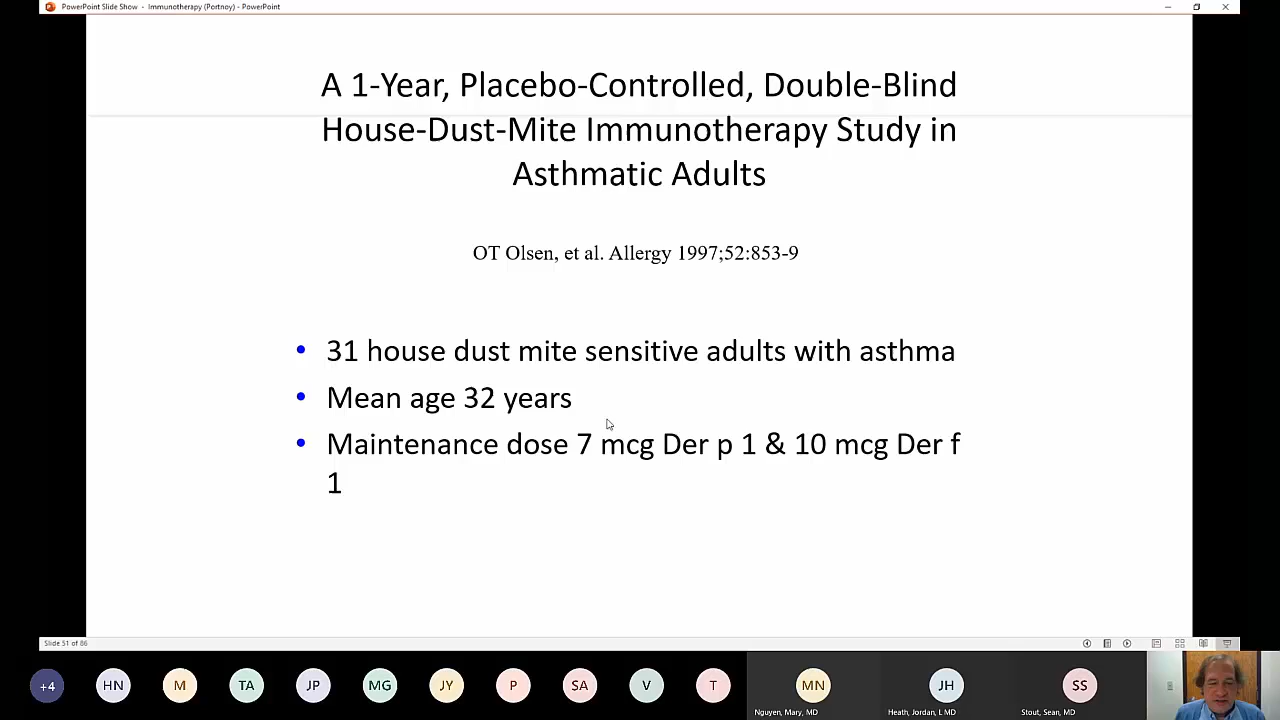 PowerPoint Slide Show - Immunotherapy (Portnoy) - PowerPoint
A 1-Year, Placebo-Controlled, Double-Blind
House-Dust-Mite Immunotherapy Study in
Asthmatic Adults
OT Olsen, et al. Allergy 1997;52:853-9
• 31 house dust mite sensitive adults with asthma
• Mean age 32 years
• Maintenance dose 7 mcg Der p 1 & 10 mcg Der f
1
Slide 51 of 86
+4 HN M TA JP MG JY P SA V T MN JH SS
Nguyen, Mary, MD Heath, Jordan, L MD Stout, Sean, MD